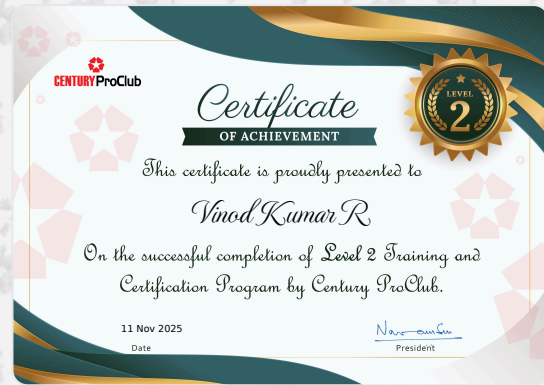 CENTURY ProClub
Certificate
OF ACHIEVEMENT
LEVEL
2
This certificate is proudly presented to
Vinod Kumar R
On the successful completion of Level 2 Training and
Certification Program by Century ProClub.
11 Nov 2025
Date
President